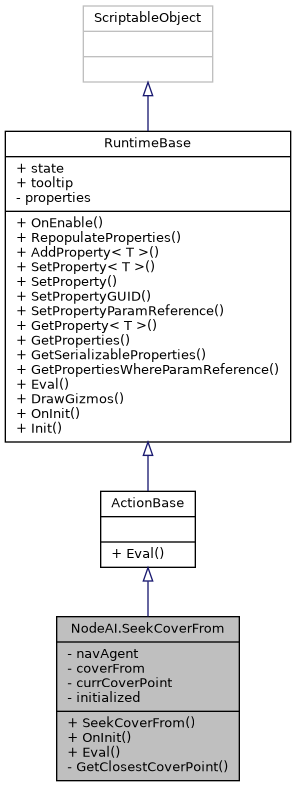 ScriptableObject
RuntimeBase
+ state
+ tooltip
- properties
+ OnEnable()
+ RepopulateProperties()
+ AddProperty< T >()
+ SetProperty< T >()
+ SetProperty()
+ SetPropertyGUID()
+ SetPropertyParamReference()
+ GetProperty< T >()
+ GetProperties()
+ GetSerializableProperties()
+ GetPropertiesWhereParamReference()
+ Eval()
+ DrawGizmos()
+ OnInit()
+ Init()
ActionBase
+ Eval()
NodeAI.SeekCoverFrom
- navAgent
- coverFrom
- currCoverPoint
- initialized
+ SeekCoverFrom()
+ OnInit()
+ Eval()
- GetClosestCoverPoint()